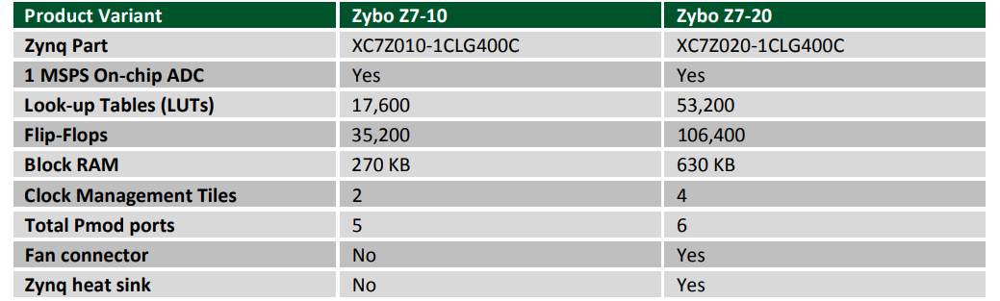 Product Variant Zybo Z7-10 Zybo Z7-20
Zynq Part XC7Z010-1CLG400C XC7Z020-1CLG400C
1 MSPS On-chip ADC Yes Yes
Look-up Tables (LUTs) 17,600 53,200
Flip-Flops 35,200 106,400
Block RAM 270 KB 630 KB
Clock Management Tiles 2 4
Total Pmod ports 5 6
Fan connector No Yes
Zynq heat sink No Yes